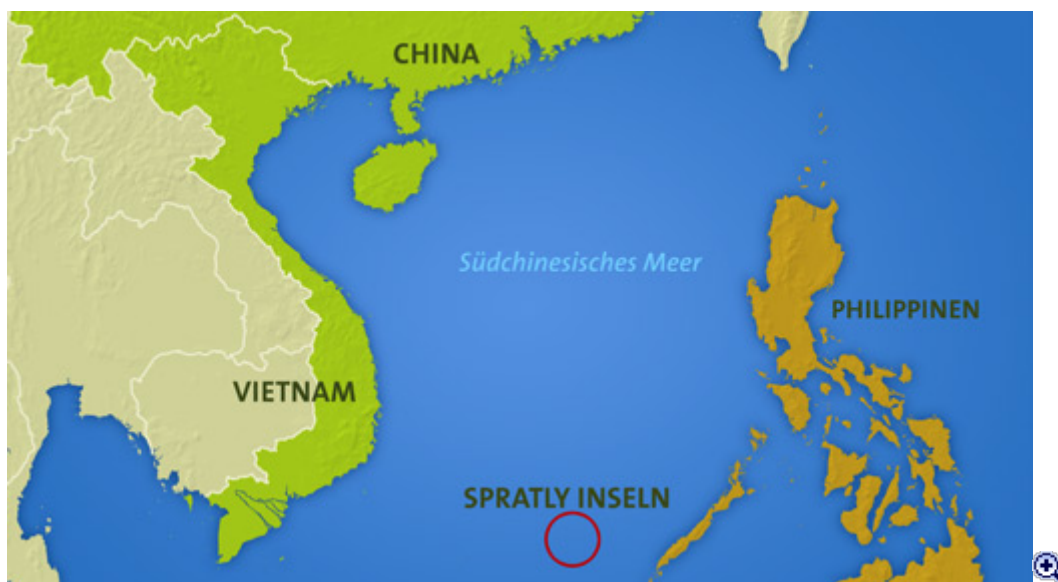 CHINA
Südchinesisches Meer
PHILIPPINEN
VIETNAM
SPRATLY INSELN